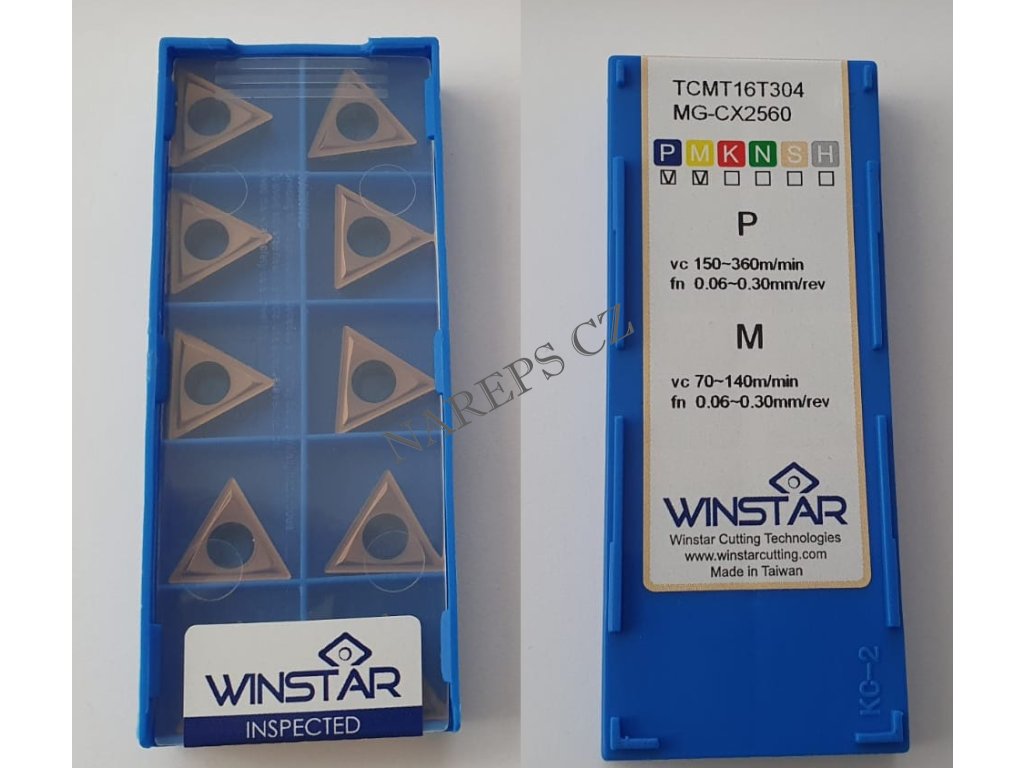 WINSTAR
INSPECTED
NAREPS CZ
TCMT16T304
MG-CX2560
P M K N S H
P
vc 150~360m/min
fn 0.06~0.30mm/rev
M
vc 70~140m/min
fn 0.06~0.30mm/rev
WINSTAR
Winstar Cutting Technologies
www.winstarcutting.com
Made in Taiwan
KC-2